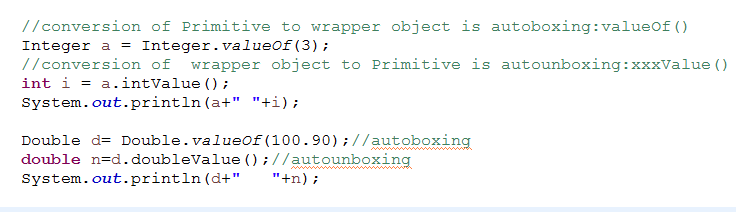 //conversion of Primitive to wrapper object is autoboxing:valueOf()
Integer a = Integer.valueOf(3);
//conversion of  wrapper object to Primitive is autounboxing:xxxValue()
int i = a.intValue();
System.out.println(a+" "+i);
Double d= Double.valueOf(100.90);//autoboxing
double n=d.doubleValue();//autounboxing
System.out.println(d+"   "+n);